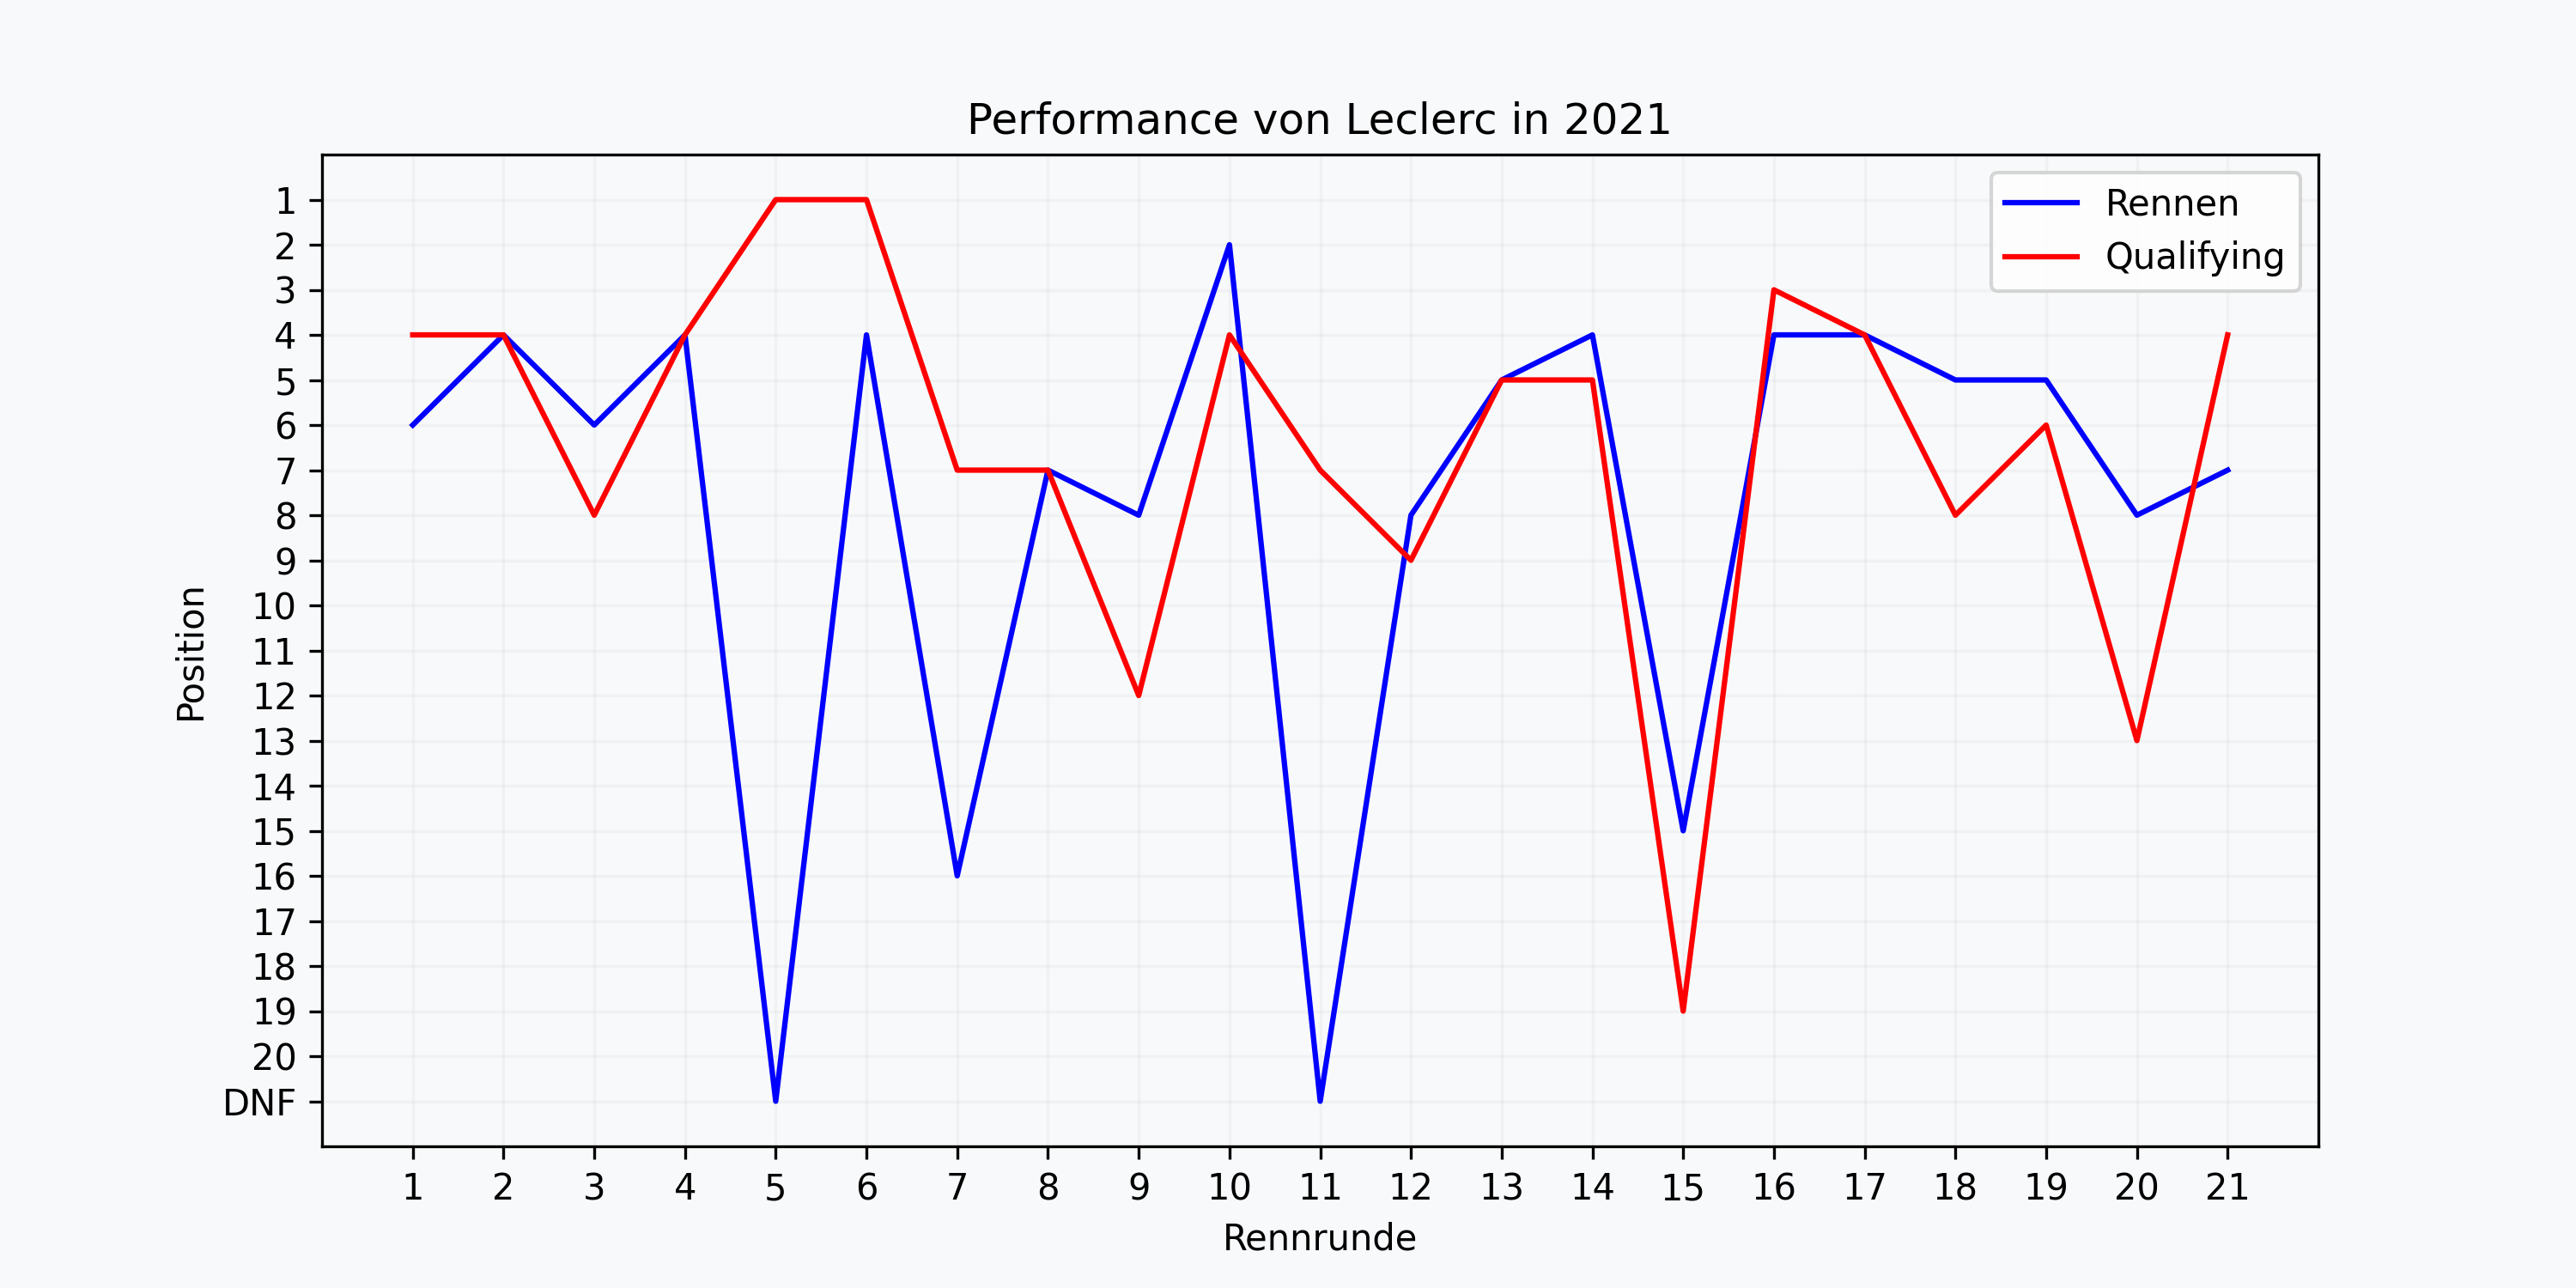 Performance von Leclerc in 2021
Rennen
Qualifying
Position
1
2
3
4
5
6
7
8
9
10
11
12
13
14
15
16
17
18
19
20
DNF
1 2 3 4 5 6 7 8 9 10 11 12 13 14 15 16 17 18 19 20 21
Rennrunde